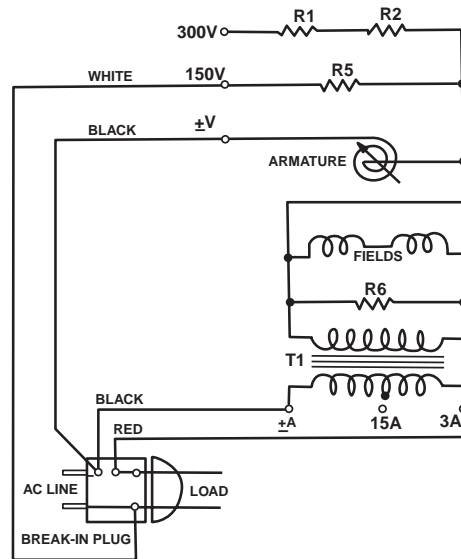 R1 R2
300V
R5
WHITE 150V
±V
BLACK
ARMATURE
FIELDS
R6
T1
BLACK
±A 15A 3A
RED
AC LINE LOAD
BREAK-IN PLUG